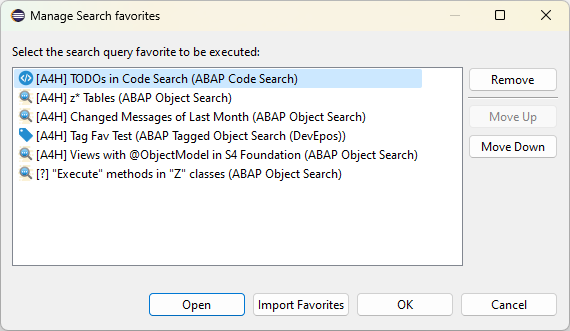 Manage Search favorites
Select the search query favorite to be executed:
[A4H] TODOs in Code Search (ABAP Code Search)
[A4H] z* Tables (ABAP Object Search)
[A4H] Changed Messages of Last Month (ABAP Object Search)
[A4H] Tag Fav Test (ABAP Tagged Object Search (DevEpos))
[A4H] Views with @ObjectModel in S4 Foundation (ABAP Object Search)
[?] "Execute" methods in "Z" classes (ABAP Object Search)
Remove
Move Up
Move Down
Open
Import Favorites
OK
Cancel